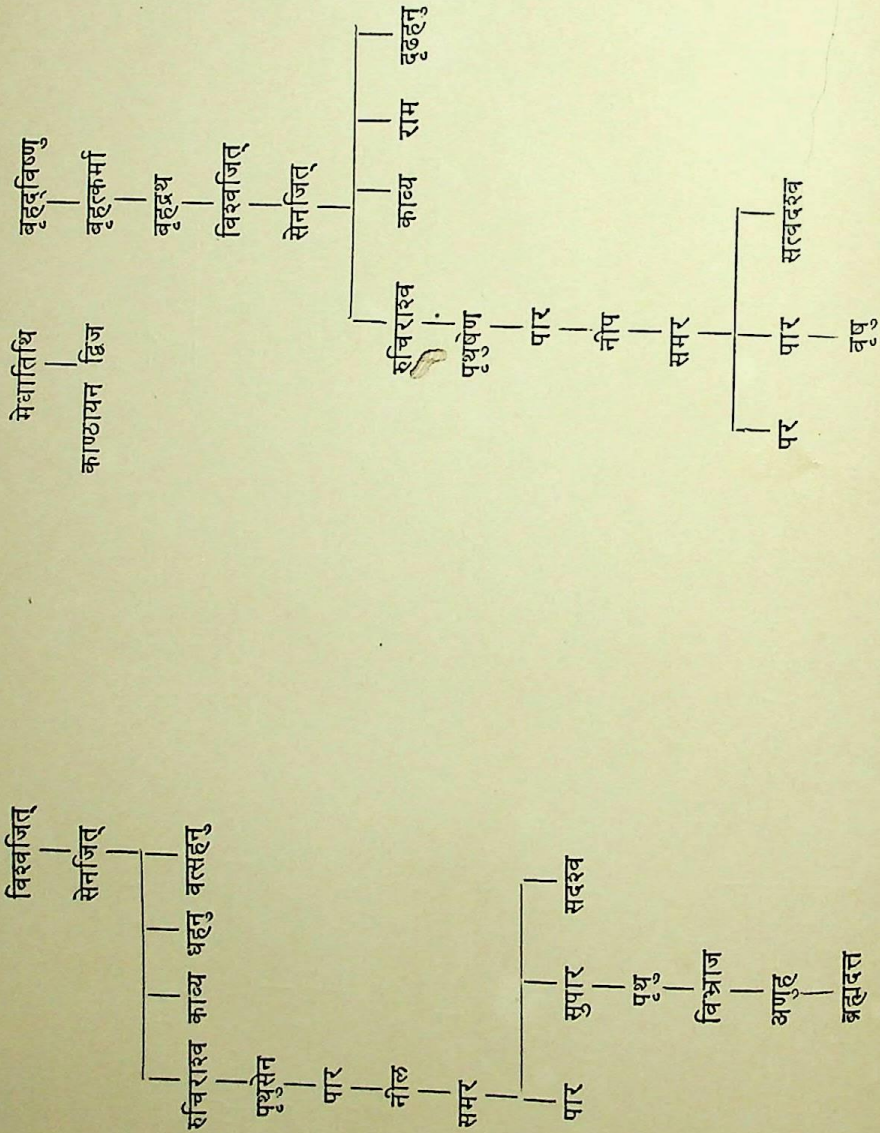 विश्वजित्
सेनजित्
रुचिराश्व काव्य धहनु वत्सहनु
पृथुसेन
पार
नील
समर
पार सुपार सदश्व
पृथु
विभ्राज
अणुह
ब्रह्मदत्त
मेधातिथि
काण्ठायन द्विज
बृहद्विष्णु
बृहत्कर्मा
बृहद्रथ
विश्वजित्
सेनजित्
रुचिराश्व काव्य राम दृढहनु
पृथुषेण
पार
नीप
समर
पर पार सत्वदश्व
वृषु